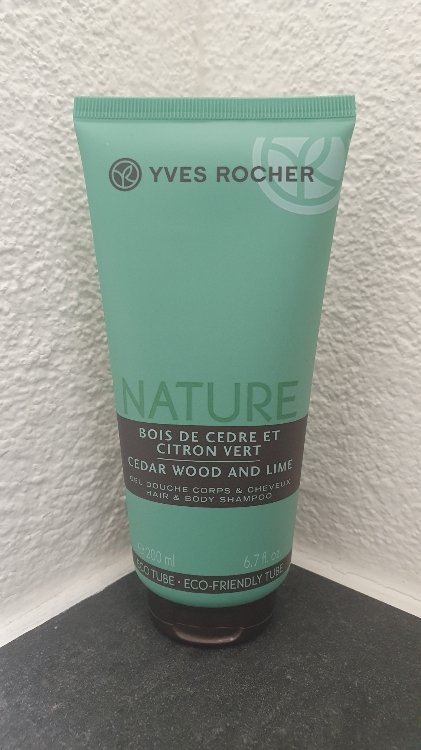 YVES ROCHER
NATURE
BOIS DE CEDRE ET
CITRON VERT
CEDAR WOOD AND LIME
GEL DOUCHE CORPS & CHEVEUX
HAIR & BODY SHAMPOO
e 200 ml 6.7 fl. oz
ECO TUBE • ECO-FRIENDLY TUBE